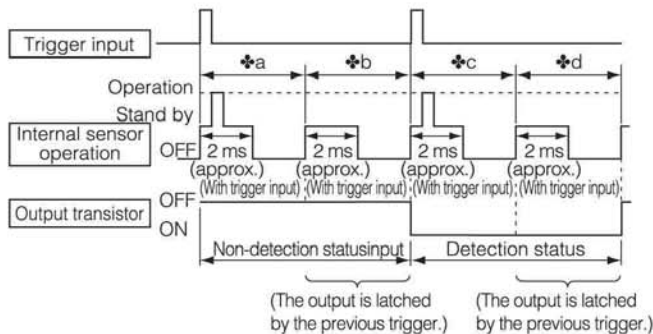 Trigger input
✤a ✤b ✤c ✤d
Operation
Stand by
Internal sensor operation
OFF
2 ms (approx.) (With trigger input)
2 ms (approx.) (With trigger input)
2 ms (approx.) (With trigger input)
2 ms (approx.) (With trigger input)
Output transistor
OFF
ON
Non-detection statusinput
Detection status
(The output is latched
by the previous trigger.)
(The output is latched
by the previous trigger.)